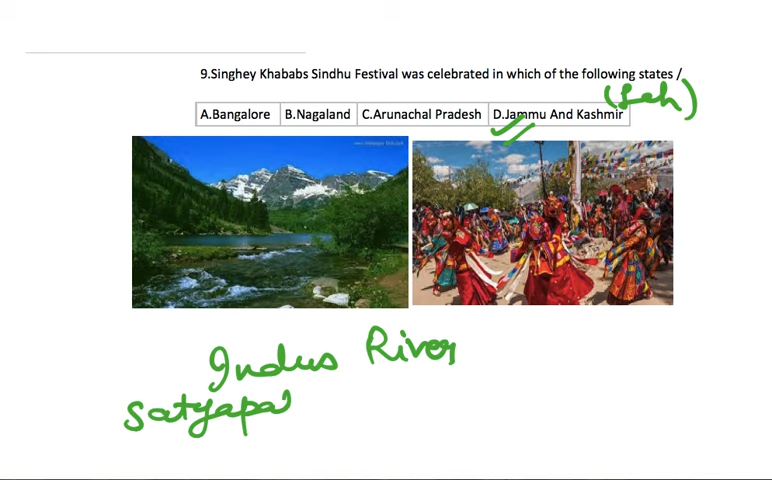 9.Singhey Khababs Sindhu Festival was celebrated in which of the following states /
(Leh)
A.Bangalore B.Nagaland C.Arunachal Pradesh D.Jammu And Kashmir
Indus River
Satyapal